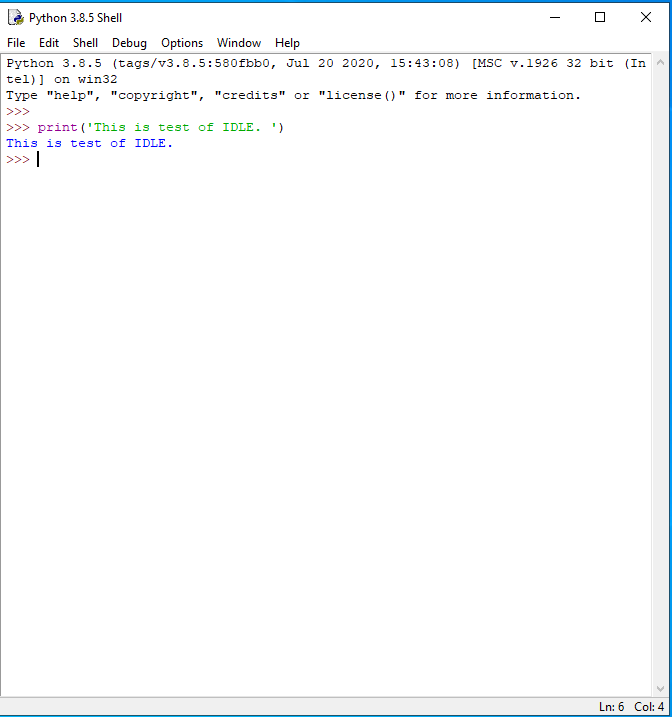 Python 3.8.5 Shell
File Edit Shell Debug Options Window Help
Python 3.8.5 (tags/v3.8.5:580fbb0, Jul 20 2020, 15:43:08) [MSC v.1926 32 bit (In
tel)] on win32
Type "help", "copyright", "credits" or "license()" for more information.
>>>
>>> print('This is test of IDLE. ')
This is test of IDLE.
>>>
Ln: 6 Col: 4